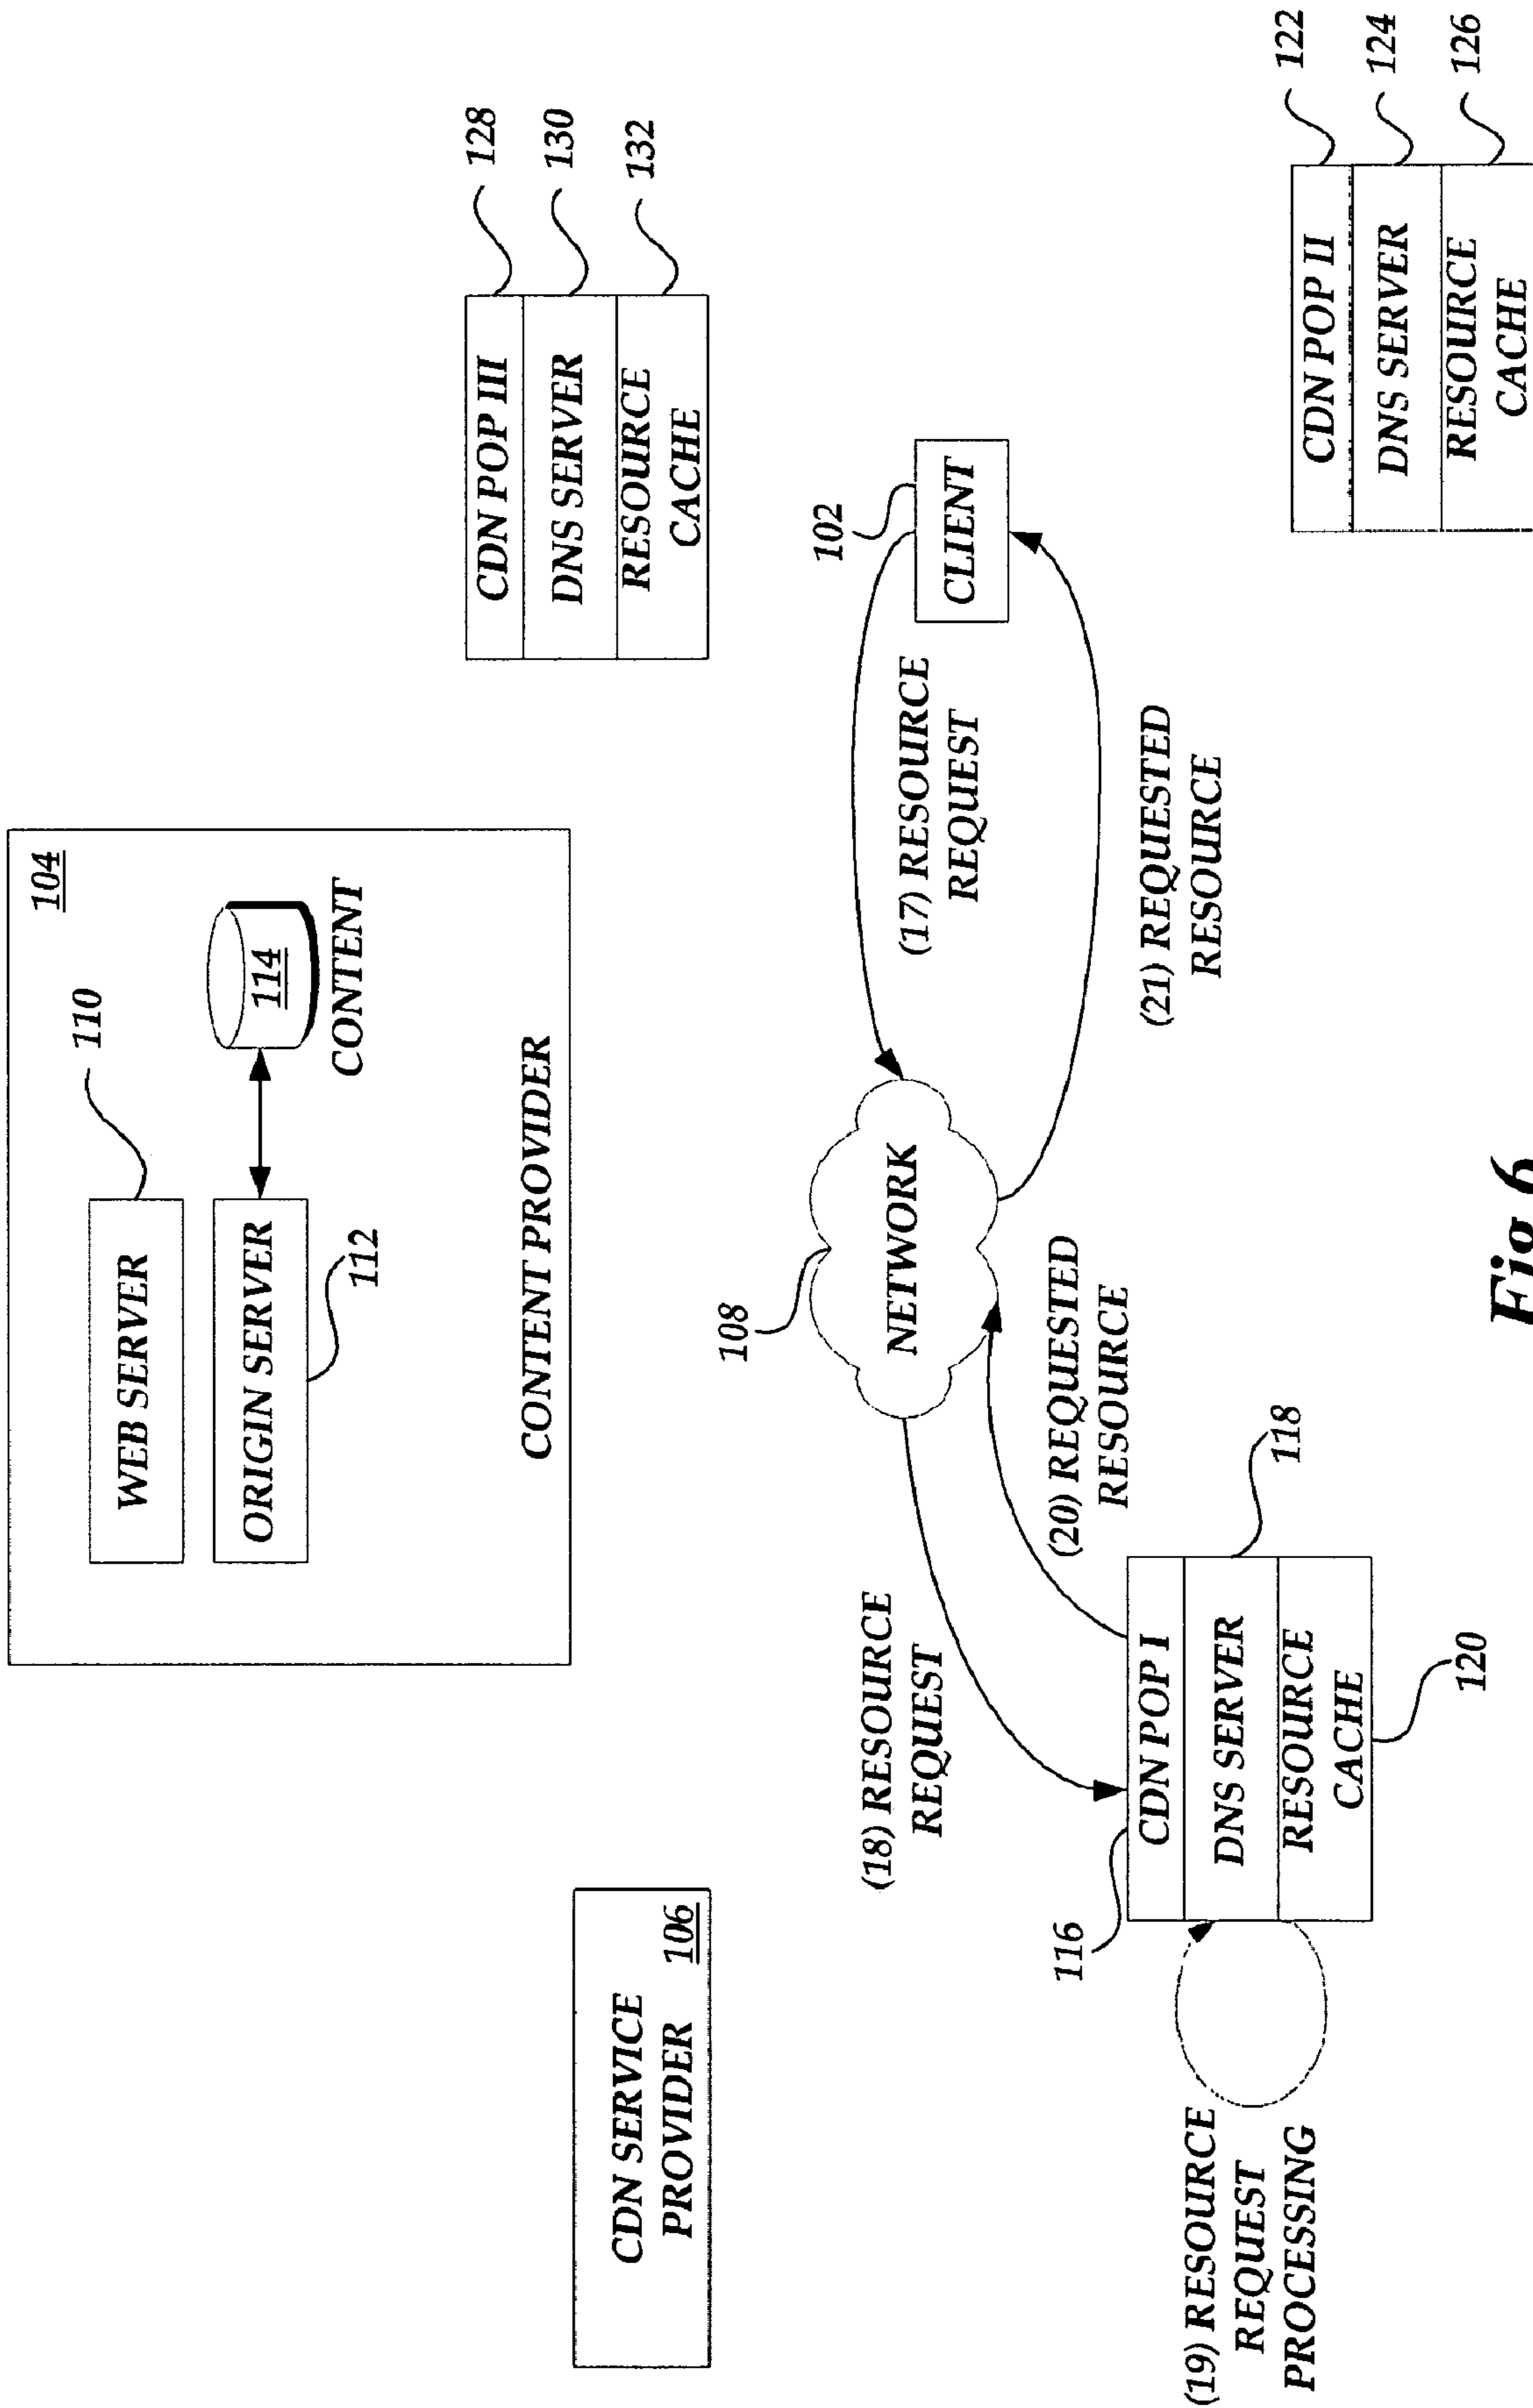 104
WEB SERVER
110
ORIGIN SERVER
112
114
CONTENT
CONTENT PROVIDER
CDN SERVICE
PROVIDER 106
CDN POP III
128
DNS SERVER
130
RESOURCE
CACHE
132
108
NETWORK
102
CLIENT
(17) RESOURCE
REQUEST
(18) RESOURCE
REQUEST
(20) REQUESTED
RESOURCE
(21) REQUESTED
RESOURCE
116
CDN POP I
DNS SERVER
118
RESOURCE
CACHE
120
(19) RESOURCE
REQUEST
PROCESSING
CDN POP II
122
DNS SERVER
124
RESOURCE
CACHE
126
Fig.6.